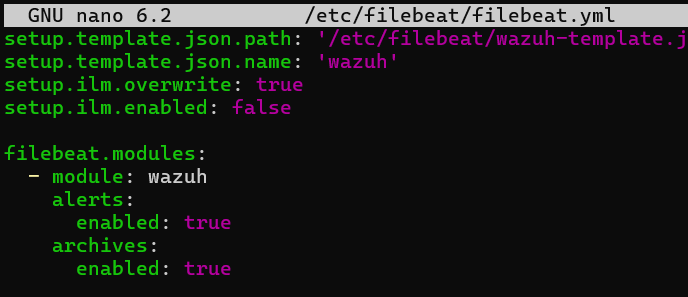 GNU nano 6.2 /etc/filebeat/filebeat.yml
setup.template.json.path: '/etc/filebeat/wazuh-template.j
setup.template.json.name: 'wazuh'
setup.ilm.overwrite: true
setup.ilm.enabled: false
filebeat.modules:
- module: wazuh
alerts:
enabled: true
archives:
enabled: true